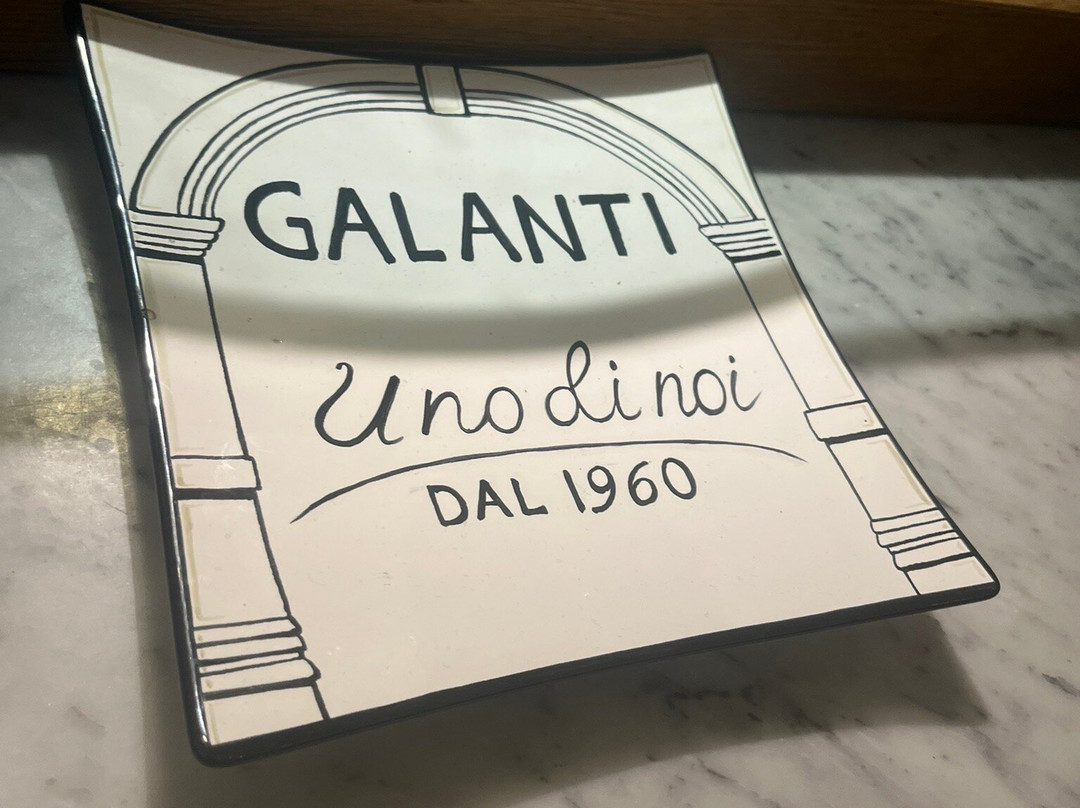 GALANTI
Uno di noi
DAL 1960